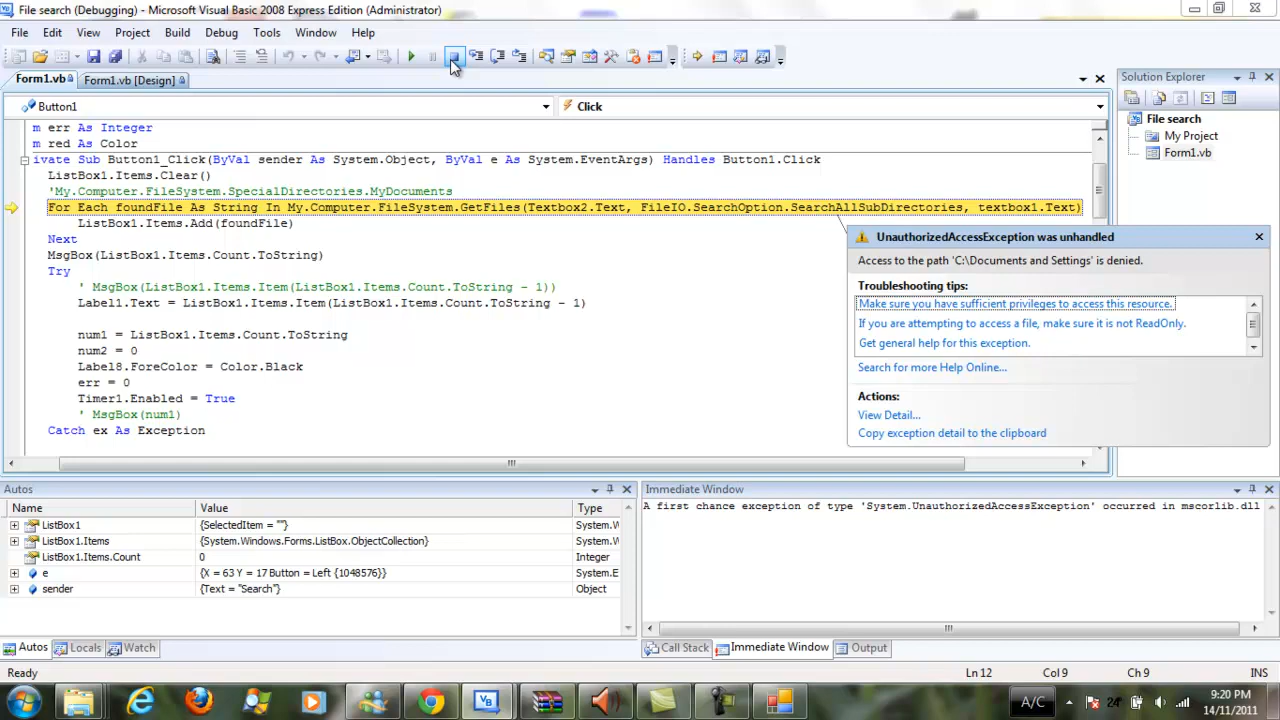 File search (Debugging) - Microsoft Visual Basic 2008 Express Edition (Administrator)
File Edit View Project Build Debug Tools Window Help
Form1.vb Form1.vb [Design]
Button1 Click
m err As Integer
m red As Color
ivate Sub Button1_Click(ByVal sender As System.Object, ByVal e As System.EventArgs) Handles Button1.Click
ListBox1.Items.Clear()
'My.Computer.FileSystem.SpecialDirectories.MyDocuments
For Each foundFile As String In My.Computer.FileSystem.GetFiles(Textbox2.Text, FileIO.SearchOption.SearchAllSubDirectories, textbox1.Text)
ListBox1.Items.Add(foundFile)
Next
MsgBox(ListBox1.Items.Count.ToString)
Try
' MsgBox(ListBox1.Items.Item(ListBox1.Items.Count.ToString - 1))
Label1.Text = ListBox1.Items.Item(ListBox1.Items.Count.ToString - 1)
num1 = ListBox1.Items.Count.ToString
num2 = 0
Label8.ForeColor = Color.Black
err = 0
Timer1.Enabled = True
' MsgBox(num1)
Catch ex As Exception
UnauthorizedAccessException was unhandled
Access to the path 'C:\Documents and Settings' is denied.
Troubleshooting tips:
Make sure you have sufficient privileges to access this resource.
If you are attempting to access a file, make sure it is not ReadOnly.
Get general help for this exception.
Search for more Help Online...
Actions:
View Detail...
Copy exception detail to the clipboard
Solution Explorer
File search
My Project
Form1.vb
Autos
Name Value Type
ListBox1 {SelectedItem = ""} System.W
ListBox1.Items {System.Windows.Forms.ListBox.ObjectCollection} System.W
ListBox1.Items.Count 0 Integer
e {X = 63 Y = 17 Button = Left {1048576}} System.E
sender {Text = "Search"} Object
Autos Locals Watch
Immediate Window
A first chance exception of type 'System.UnauthorizedAccessException' occurred in mscorlib.dll
Call Stack Immediate Window Output
Ready Ln 12 Col 9 Ch 9 INS
A/C 24° 9:20 PM
14/11/2011